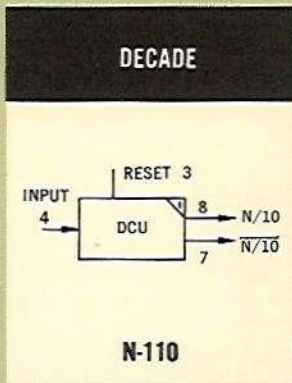 DECADE
RESET 3
INPUT
4
DCU
8
N/10
7
N/10
N-110